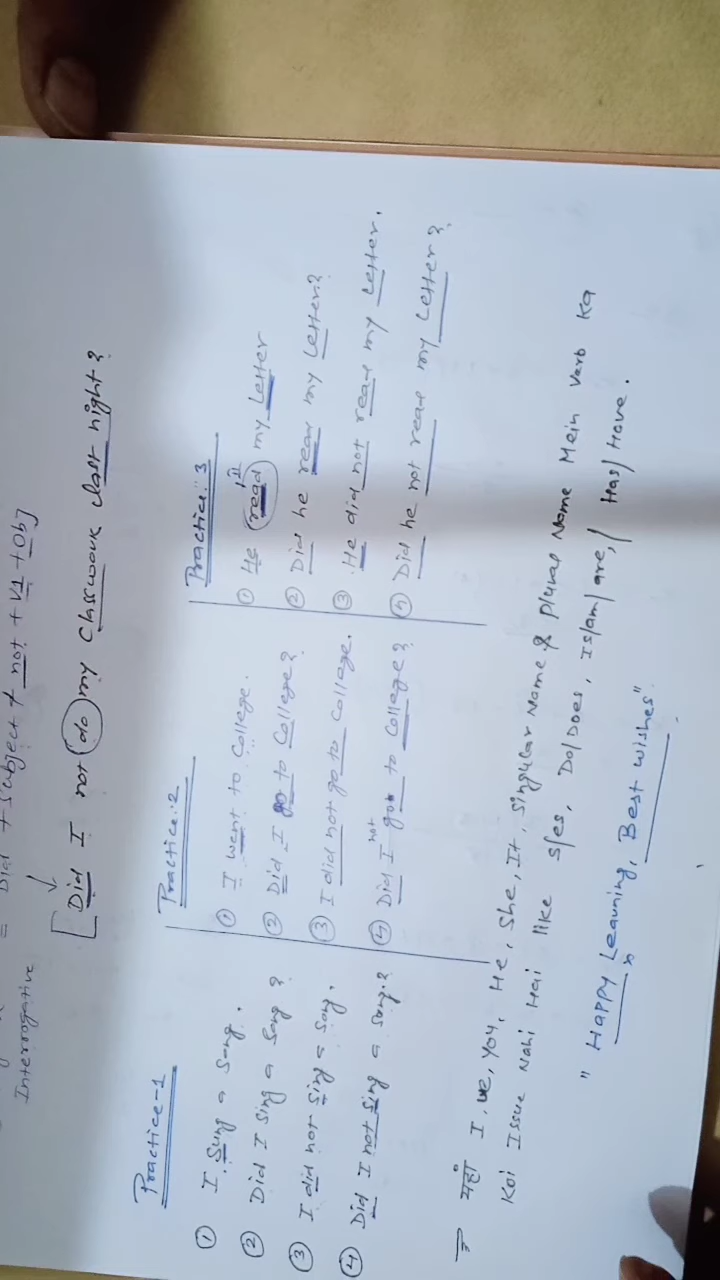 Interrogative = Did + Subject + not + V1 + Obj
Did I not do my Classwork last night?
Practice-1
① I Sung a Song.
② Did I Sing a Song?
③ I did not Sing a Song.
④ Did I not Sing a Song?
Practice:2
① I went to College.
② Did I go to College?
③ I did not go to College.
④ Did I not go to College?
Practice:3
① He read my Letter
② Did he read my Letter?
③ He did not read my Letter.
④ Did he not read my Letter?
⇒ यहाँ I, we, you, He, She, It, Singular Name & Plural Name Mein Varb Ka
Koi Issue Nahi Hai like s/es, Do/Does, Is/am/are, / Has/Have.
"Happy Learning, Best wishes"